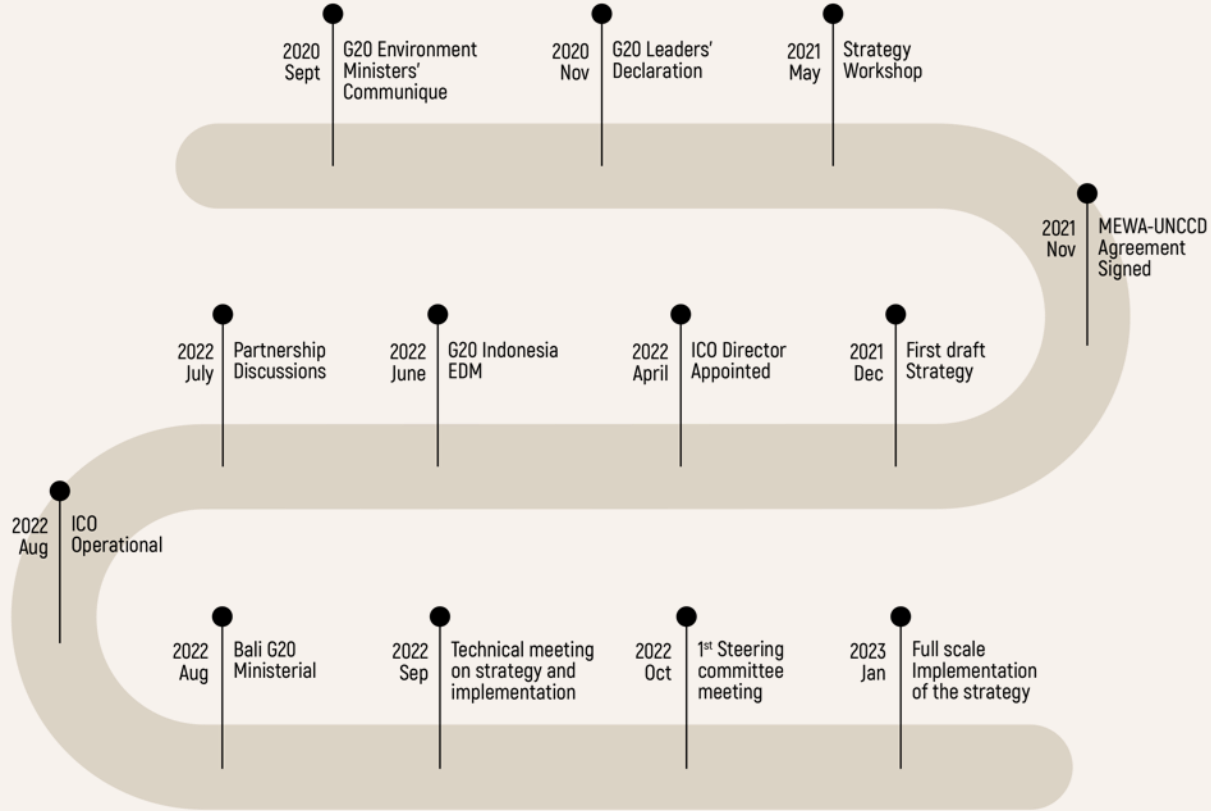 2020
Sept
G20 Environment
Ministers'
Communique
2020
Nov
G20 Leaders'
Declaration
2021
May
Strategy
Workshop
2021
Nov
MEWA-UNCCD
Agreement
Signed
2021
Dec
First draft
Strategy
2022
April
ICO Director
Appointed
2022
June
G20 Indonesia
EDM
2022
July
Partnership
Discussions
2022
Aug
ICO
Operational
2022
Aug
Bali G20
Ministerial
2022
Sep
Technical meeting
on strategy and
implementation
2022
Oct
1st Steering
committee
meeting
2023
Jan
Full scale
Implementation
of the strategy